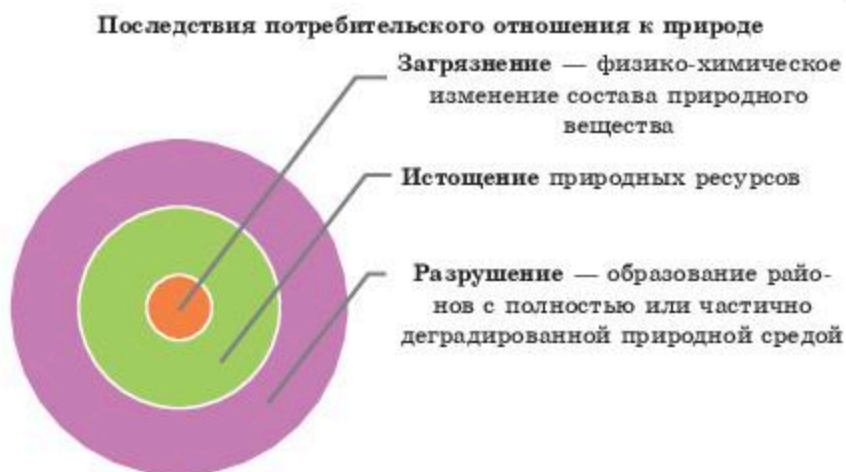 Последствия потребительского отношения к природе
Загрязнение — физико-химическое
изменение состава природного
вещества
Истощение природных ресурсов
Разрушение — образование райо-
нов с полностью или частично
деградированной природной средой